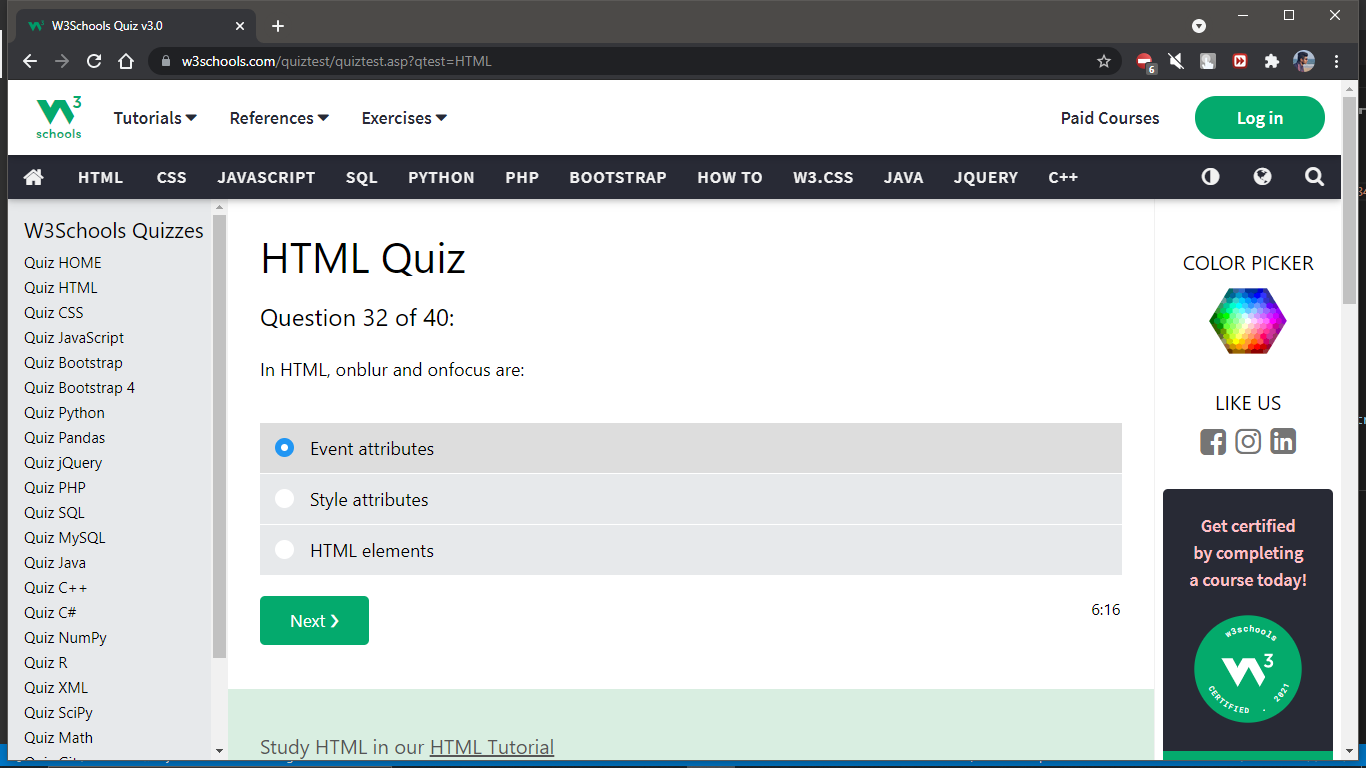 W3Schools Quiz v3.0
w3schools.com/quiztest/quiztest.asp?qtest=HTML
6
W3 schools
Tutorials
References
Exercises
Paid Courses
Log in
HTML CSS JAVASCRIPT SQL PYTHON PHP BOOTSTRAP HOW TO W3.CSS JAVA JQUERY C++
W3Schools Quizzes
Quiz HOME
Quiz HTML
Quiz CSS
Quiz JavaScript
Quiz Bootstrap
Quiz Bootstrap 4
Quiz Python
Quiz Pandas
Quiz jQuery
Quiz PHP
Quiz SQL
Quiz MySQL
Quiz Java
Quiz C++
Quiz C#
Quiz NumPy
Quiz R
Quiz XML
Quiz SciPy
Quiz Math
HTML Quiz
Question 32 of 40:
In HTML, onblur and onfocus are:
Event attributes
Style attributes
HTML elements
Next ❯
6:16
Study HTML in our HTML Tutorial
COLOR PICKER
LIKE US
Get certified
by completing
a course today!
w3schools
W3
CERTIFIED . 2021